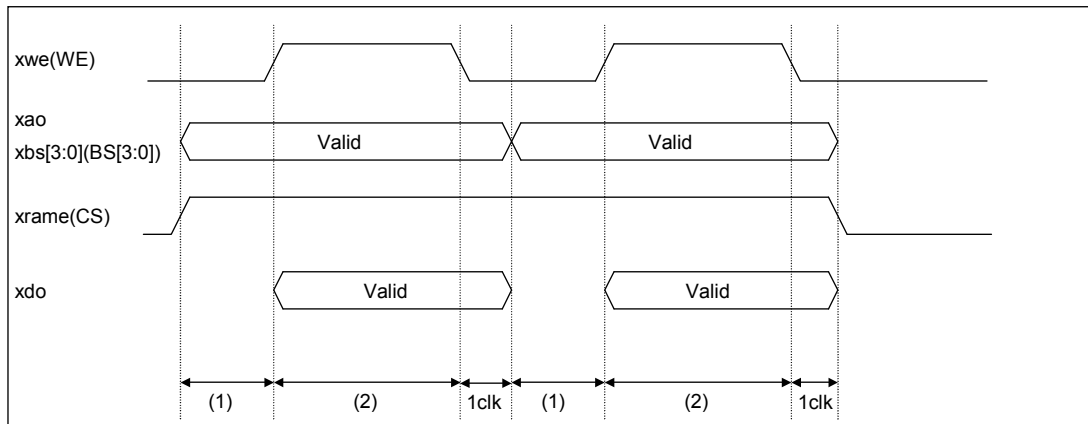 xwe(WE)
xao
xbs[3:0](BS[3:0])
Valid Valid
xrame(CS)
xdo
Valid Valid
(1) (2) 1clk (1) (2) 1clk